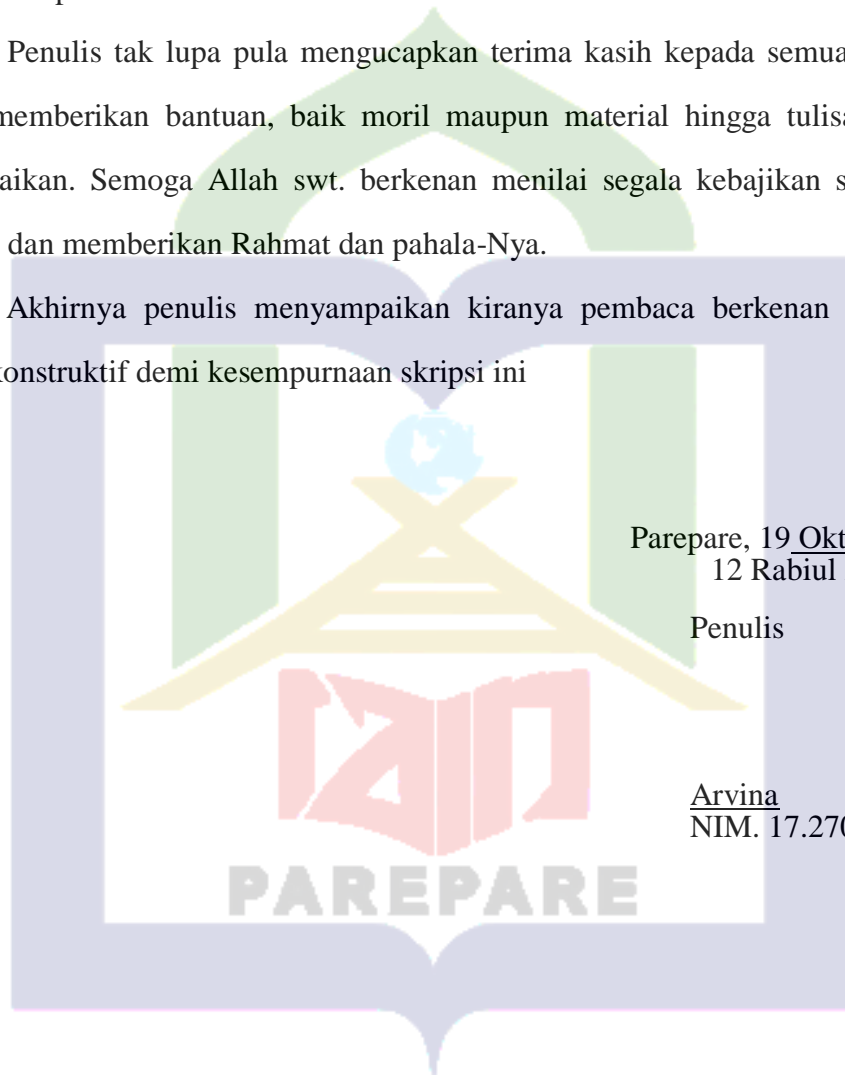 Penulis tak lupa pula mengucapkan terima kasih kepada semua
memberikan bantuan, baik moril maupun material hingga tulisa
aikan. Semoga Allah swt. berkenan menilai segala kebajikan s
dan memberikan Rahmat dan pahala-Nya.
Akhirnya penulis menyampaikan kiranya pembaca berkenan
konstruktif demi kesempurnaan skripsi ini
Parepare, 19 Okt
12 Rabiul
Penulis
Arvina
NIM. 17.270
iain
PAREPARE